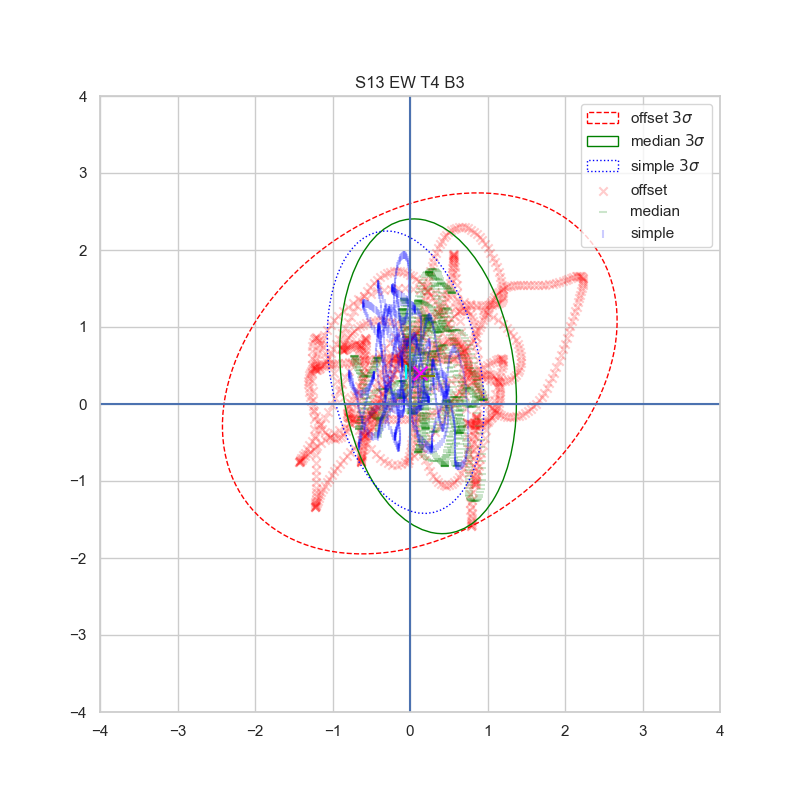 S13 EW T4 B3
offset 3σ
median 3σ
simple 3σ
offset
median
simple
4
3
2
1
0
−1
−2
−3
−4
−4 −3 −2 −1 0 1 2 3 4